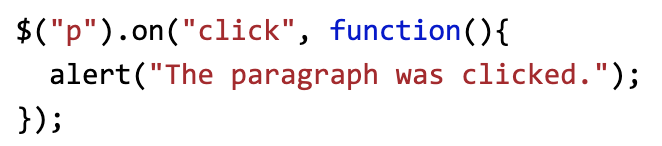 $("p").on("click", function(){
  alert("The paragraph was clicked.");
});